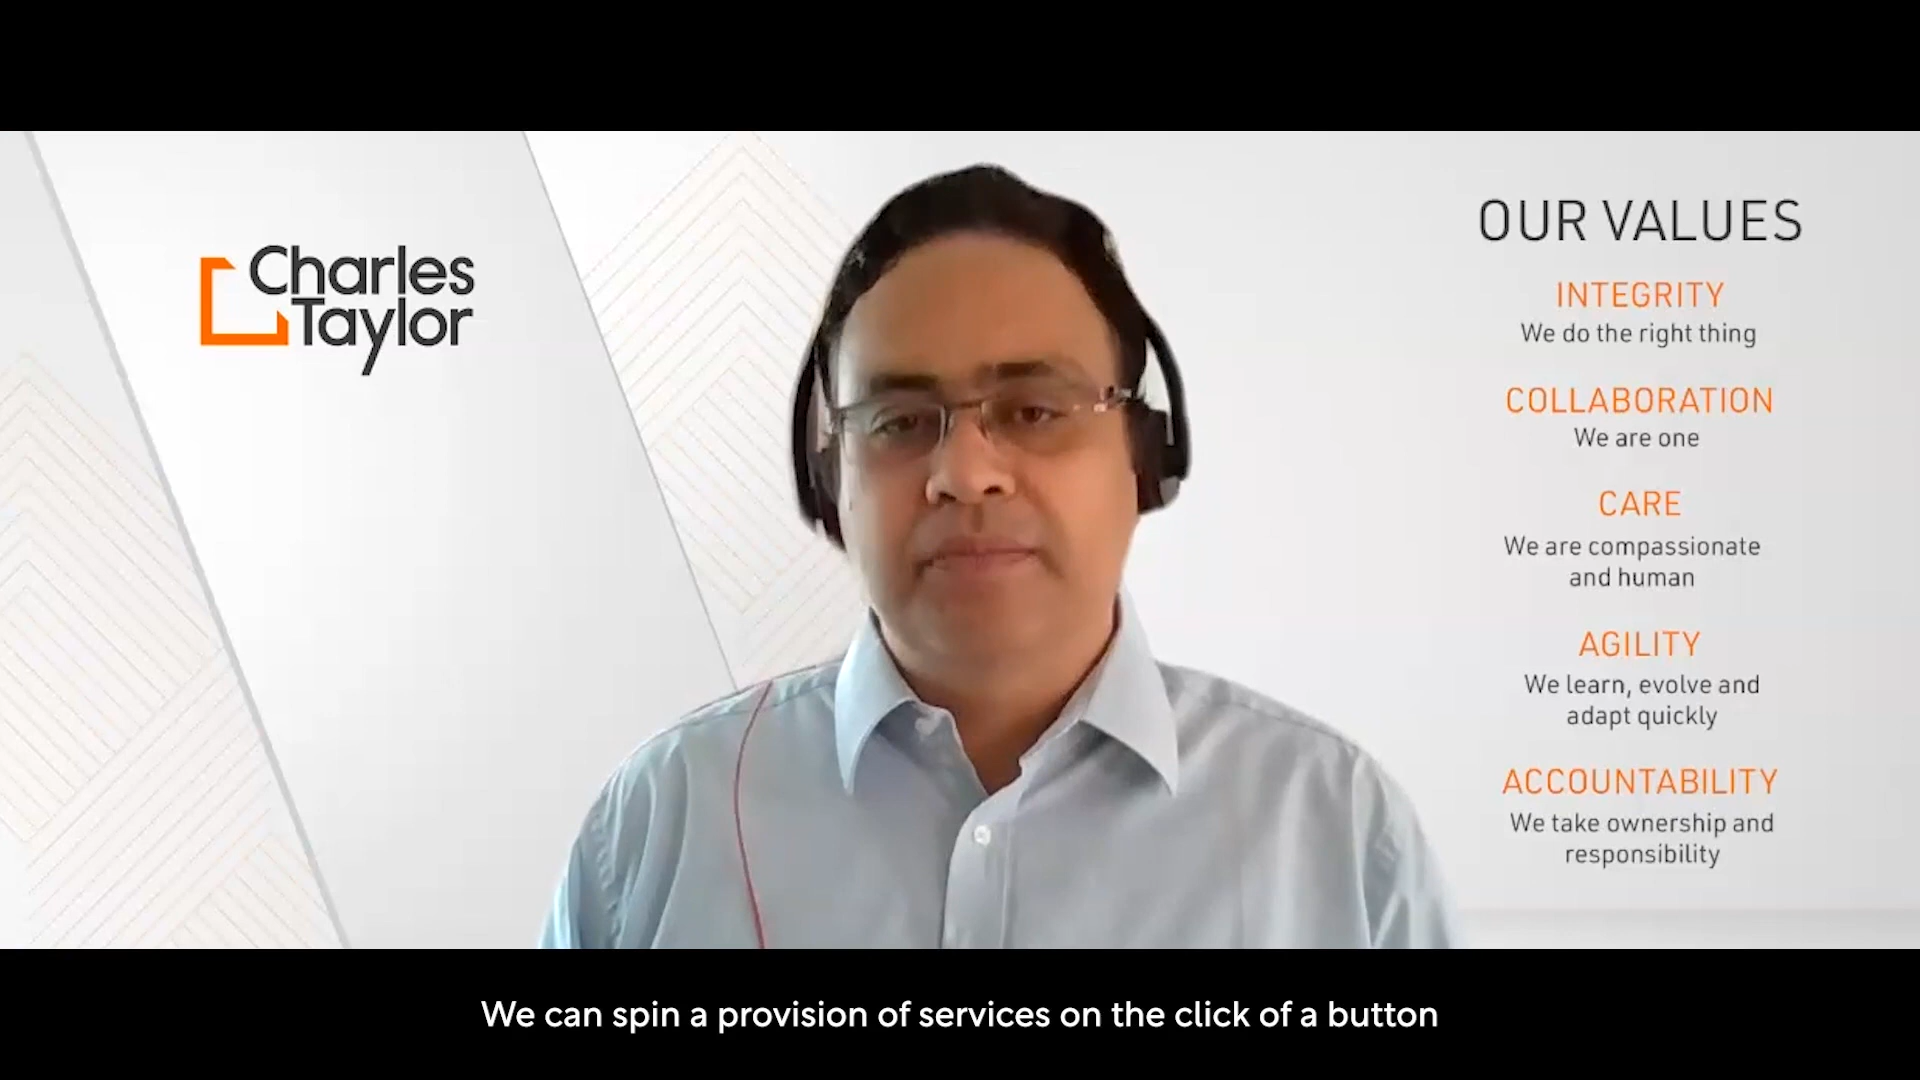 Charles
Taylor
OUR VALUES
INTEGRITY
We do the right thing
COLLABORATION
We are one
CARE
We are compassionate
and human
AGILITY
We learn, evolve and
adapt quickly
ACCOUNTABILITY
We take ownership and
responsibility
We can spin a provision of services on the click of a button